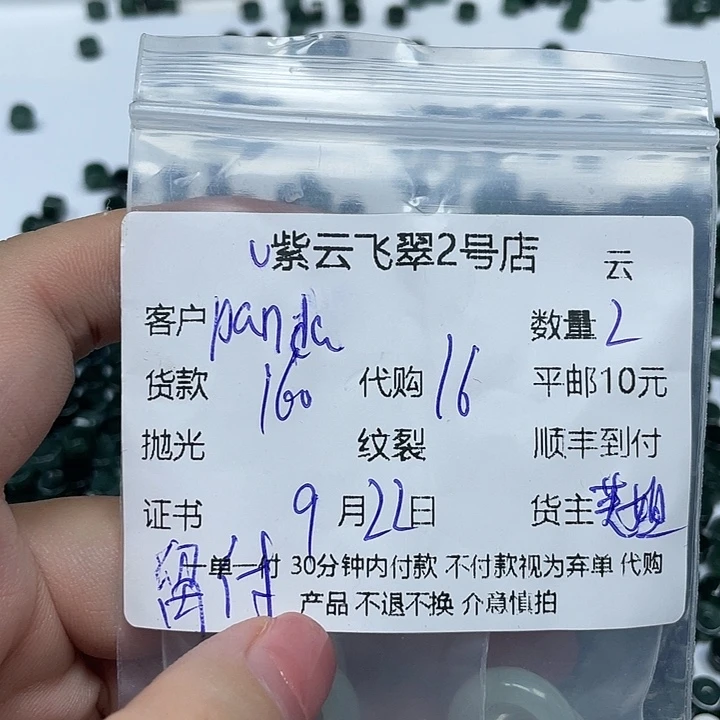 紫云飞翠2号店 云
客户 panda 数量 2
货款 160 代购 16 平邮10元
抛光 纹裂 顺丰到付
证书 9月22日 货主 英姐
一单一付 30分钟内付款 不付款视为弃单 代购
产品 不退不换 介意慎拍